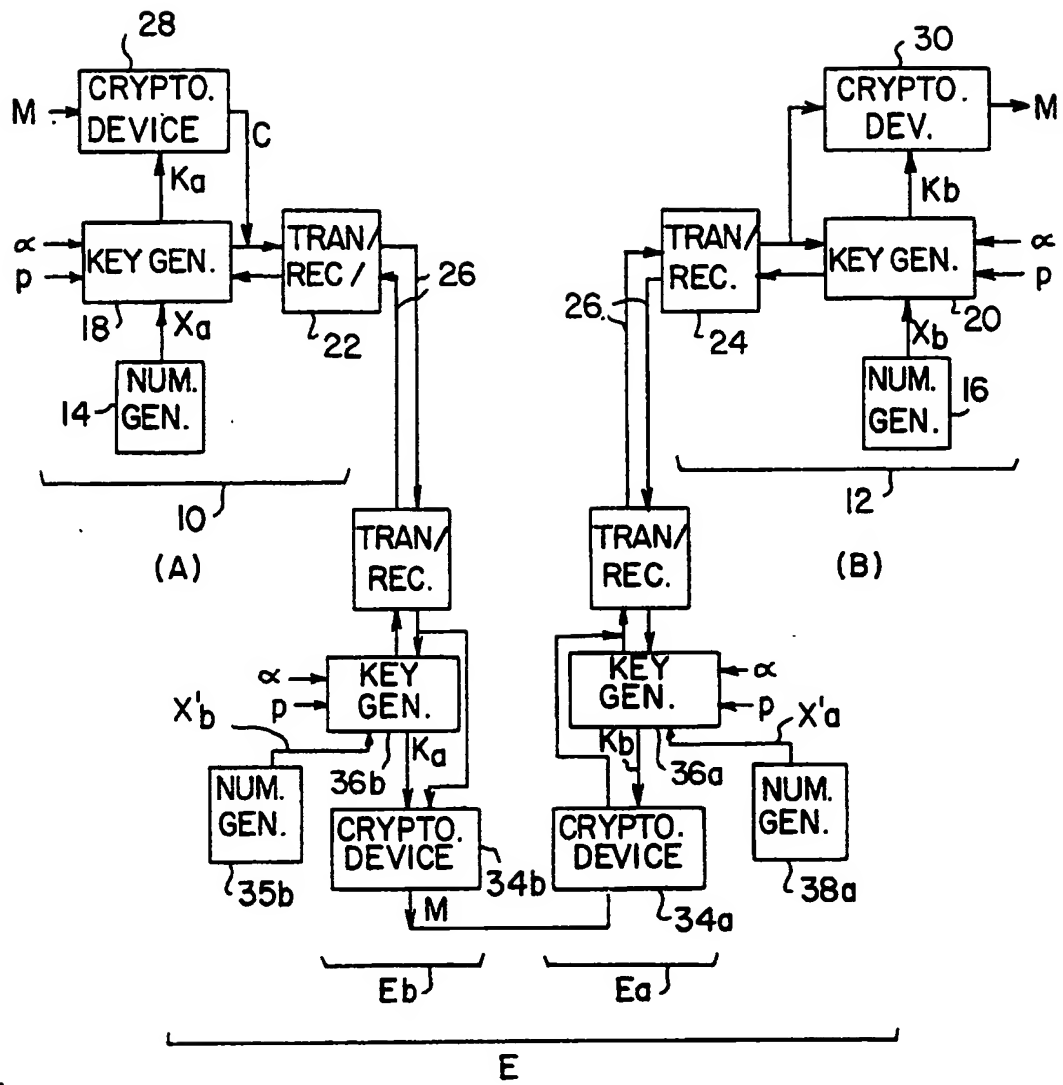 28
CRYPTO.
DEVICE
M
C
Ka
α
p
KEY GEN.
18
TRAN/
REC/
22
26
Xa
NUM.
GEN.
14
10
(A)
30
CRYPTO.
DEV.
M
Kb
TRAN/
REC.
24
26
KEY GEN.
α
p
20
Xb
NUM.
GEN.
16
12
(B)
TRAN/
REC.
α
p
KEY
GEN.
X'b
Ka
36b
NUM.
GEN.
35b
CRYPTO.
DEVICE
34b
M
Eb
TRAN/
REC.
KEY
GEN.
α
p
X'a
Kb
36a
NUM.
GEN.
38a
CRYPTO.
DEVICE
34a
Ea
E